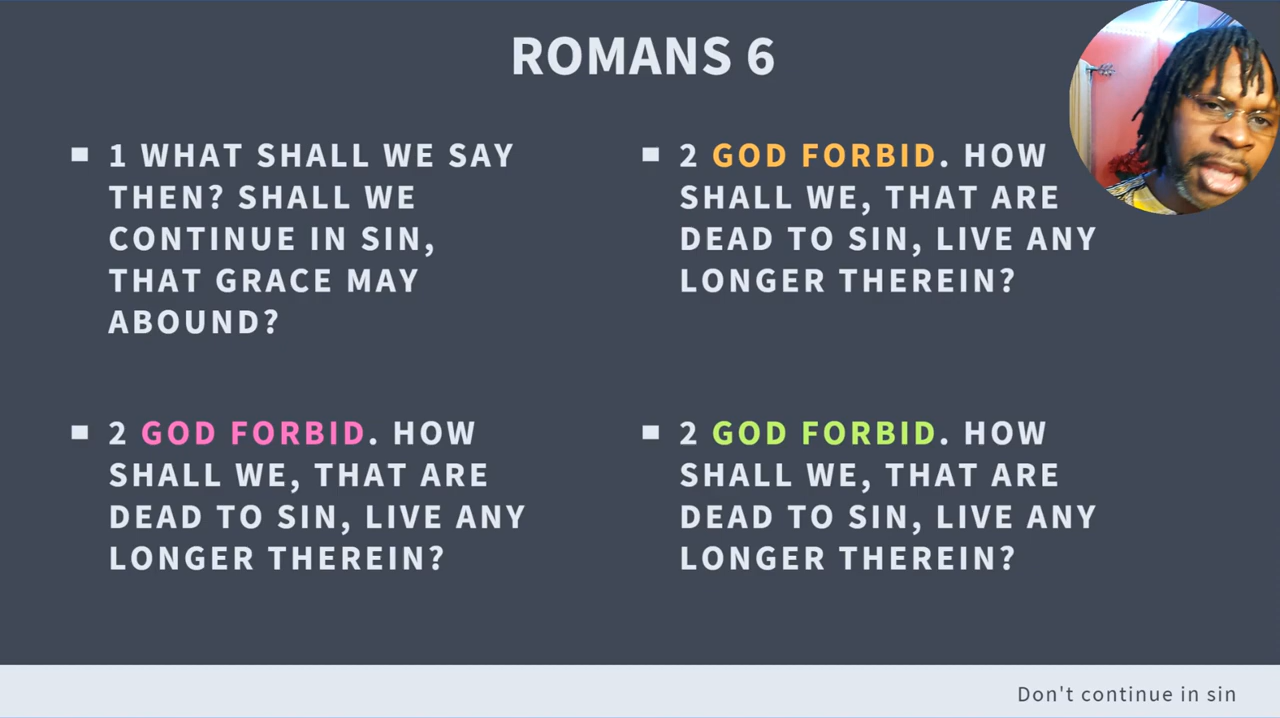 ROMANS 6
1 WHAT SHALL WE SAY
THEN? SHALL WE
CONTINUE IN SIN,
THAT GRACE MAY
ABOUND?
2 GOD FORBID. HOW
SHALL WE, THAT ARE
DEAD TO SIN, LIVE ANY
LONGER THEREIN?
2 GOD FORBID. HOW
SHALL WE, THAT ARE
DEAD TO SIN, LIVE ANY
LONGER THEREIN?
2 GOD FORBID. HOW
SHALL WE, THAT ARE
DEAD TO SIN, LIVE ANY
LONGER THEREIN?
Don't continue in sin